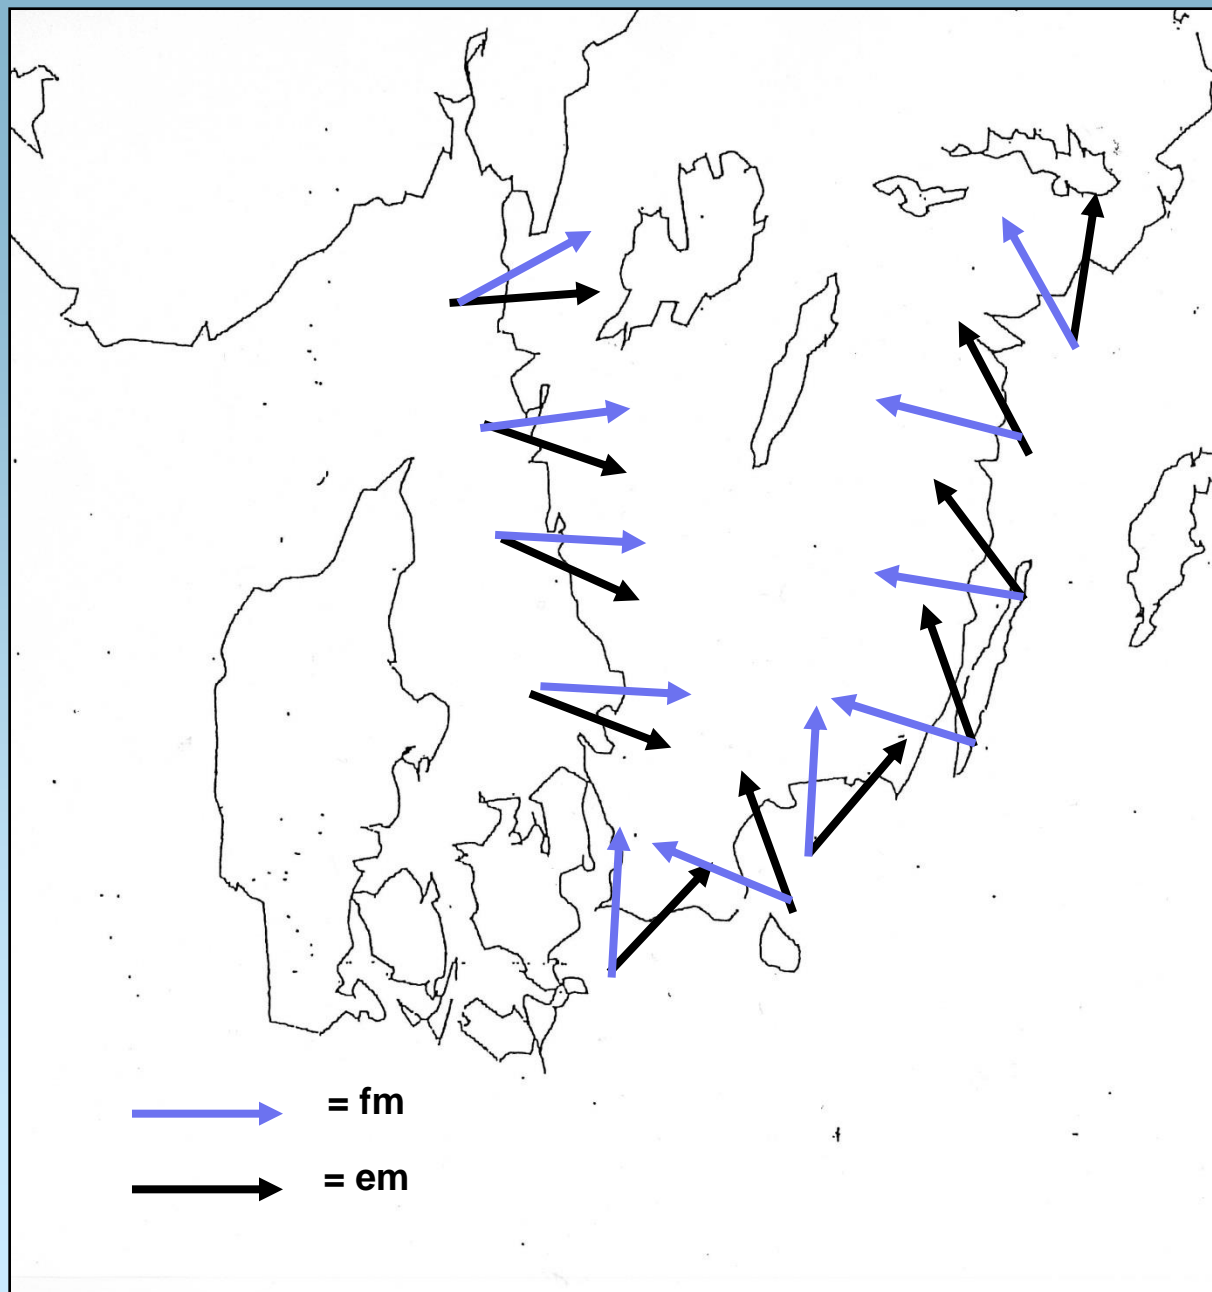 = fm
= em